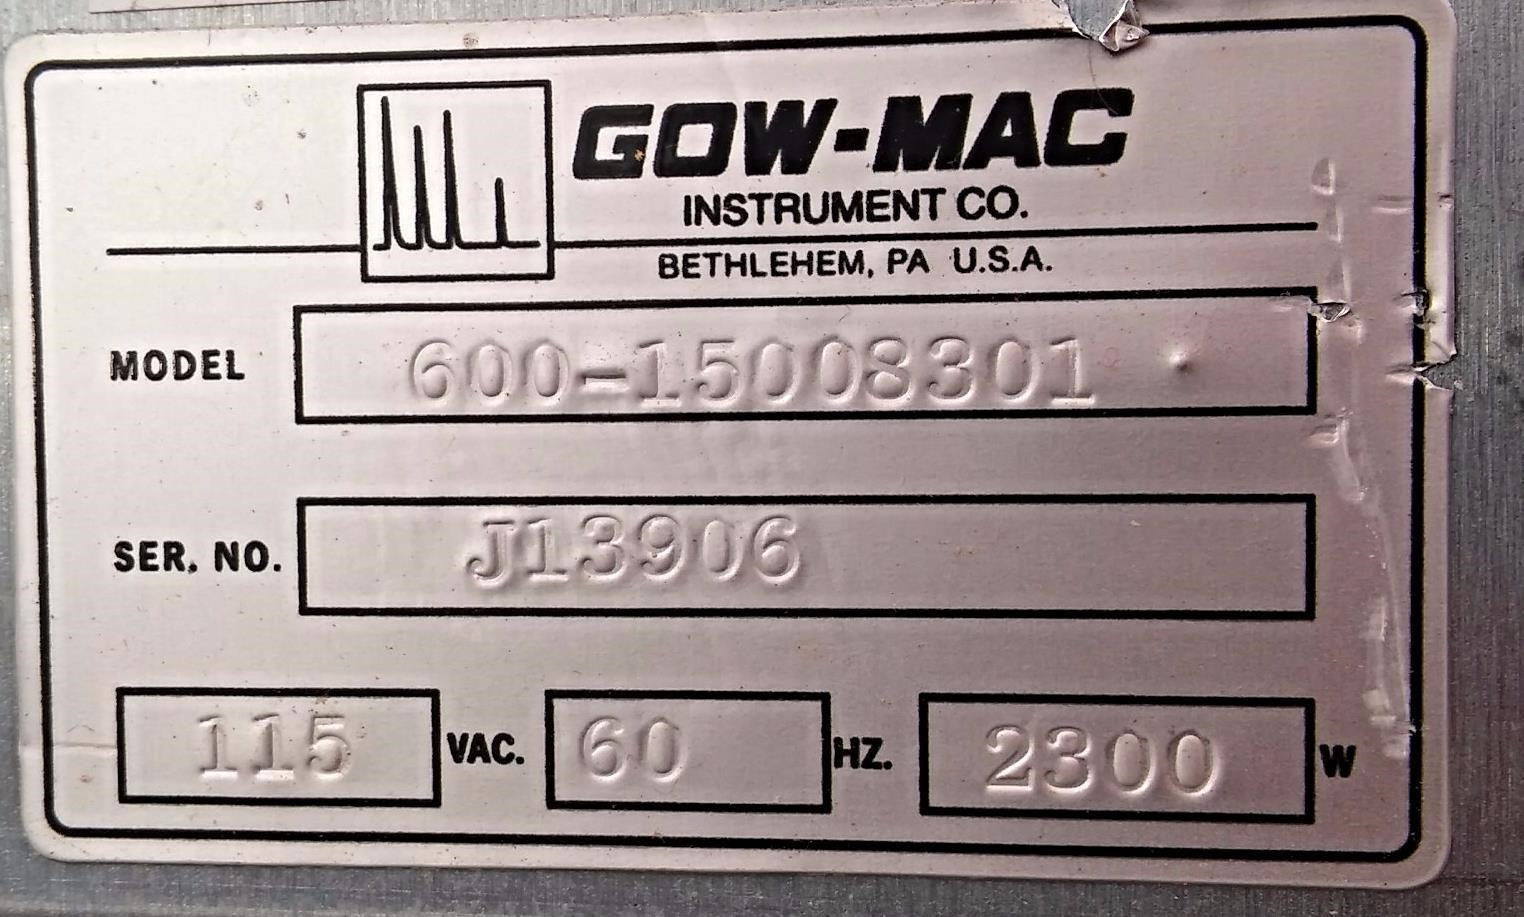 GOW-MAC
INSTRUMENT CO.
BETHLEHEM, PA U.S.A.
MODEL 600-15008301
SER. NO. J13906
115 VAC. 60 HZ. 2300 W